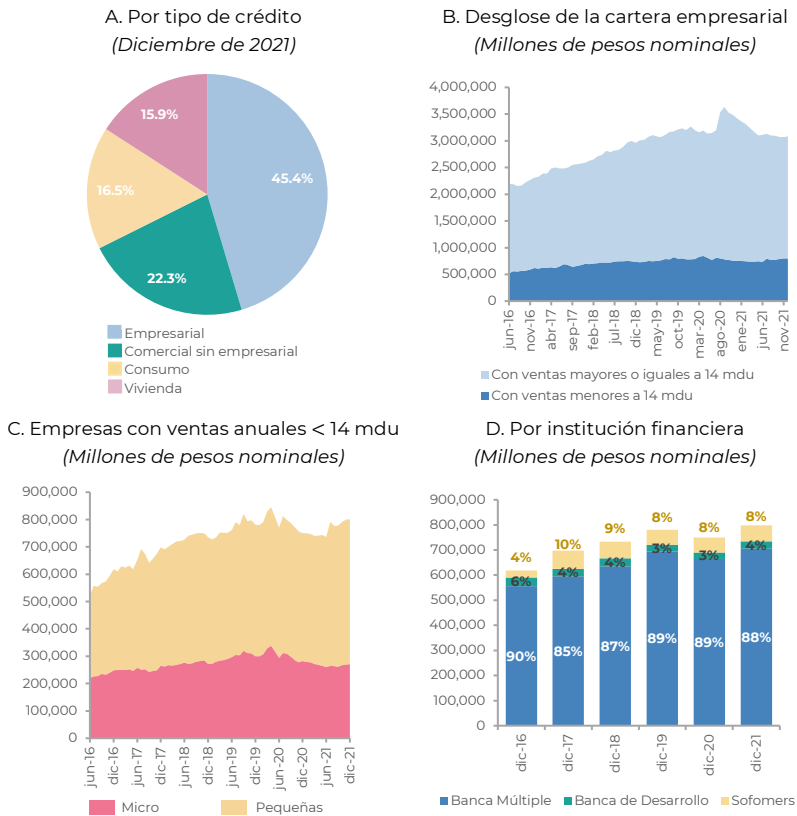 A. Por tipo de crédito
(Diciembre de 2021)
15.9%
45.4%
16.5%
22.3%
Empresarial
Comercial sin empresarial
Consumo
Vivienda
B. Desglose de la cartera empresarial
(Millones de pesos nominales)
4,000,000
3,500,000
3,000,000
2,500,000
2,000,000
1,500,000
1,000,000
500,000
0
jun-16
nov-16
abr-17
sep-17
feb-18
jul-18
dic-18
may-19
oct-19
mar-20
ago-20
ene-21
jun-21
nov-21
Con ventas mayores o iguales a 14 mdu
Con ventas menores a 14 mdu
C. Empresas con ventas anuales < 14 mdu
(Millones de pesos nominales)
900,000
800,000
700,000
600,000
500,000
400,000
300,000
200,000
100,000
0
jun-16
dic-16
jun-17
dic-17
jun-18
dic-18
jun-19
dic-19
jun-20
dic-20
jun-21
dic-21
Micro
Pequeñas
D. Por institución financiera
(Millones de pesos nominales)
900,000
800,000
700,000
600,000
500,000
400,000
300,000
200,000
100,000
0
4%
10%
9%
8%
8%
8%
6%
4%
4%
3%
3%
4%
90%
85%
87%
89%
89%
88%
dic-16
dic-17
dic-18
dic-19
dic-20
dic-21
Banca Múltiple
Banca de Desarrollo
Sofomers